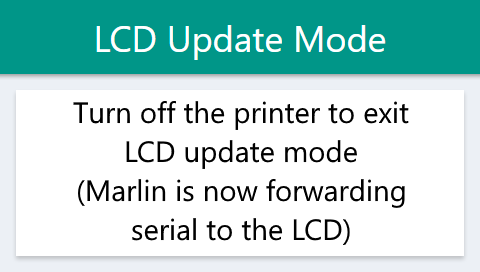 LCD Update Mode
Turn off the printer to exit
LCD update mode
(Marlin is now forwarding
serial to the LCD)